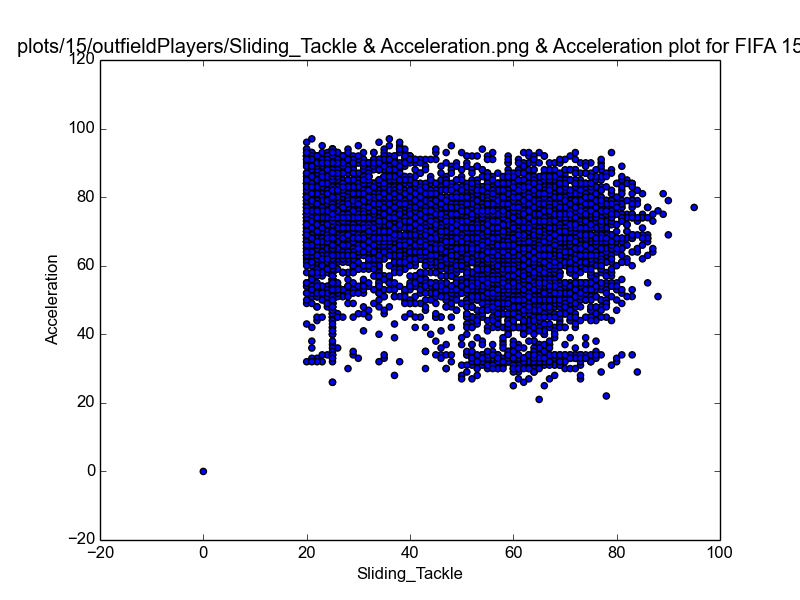 plots/15/outfieldPlayers/Sliding_Tackle & Acceleration.png & Acceleration plot for FIFA 15
120
100
80
60
40
20
0
−20
Acceleration
−20 0 20 40 60 80 100
Sliding_Tackle